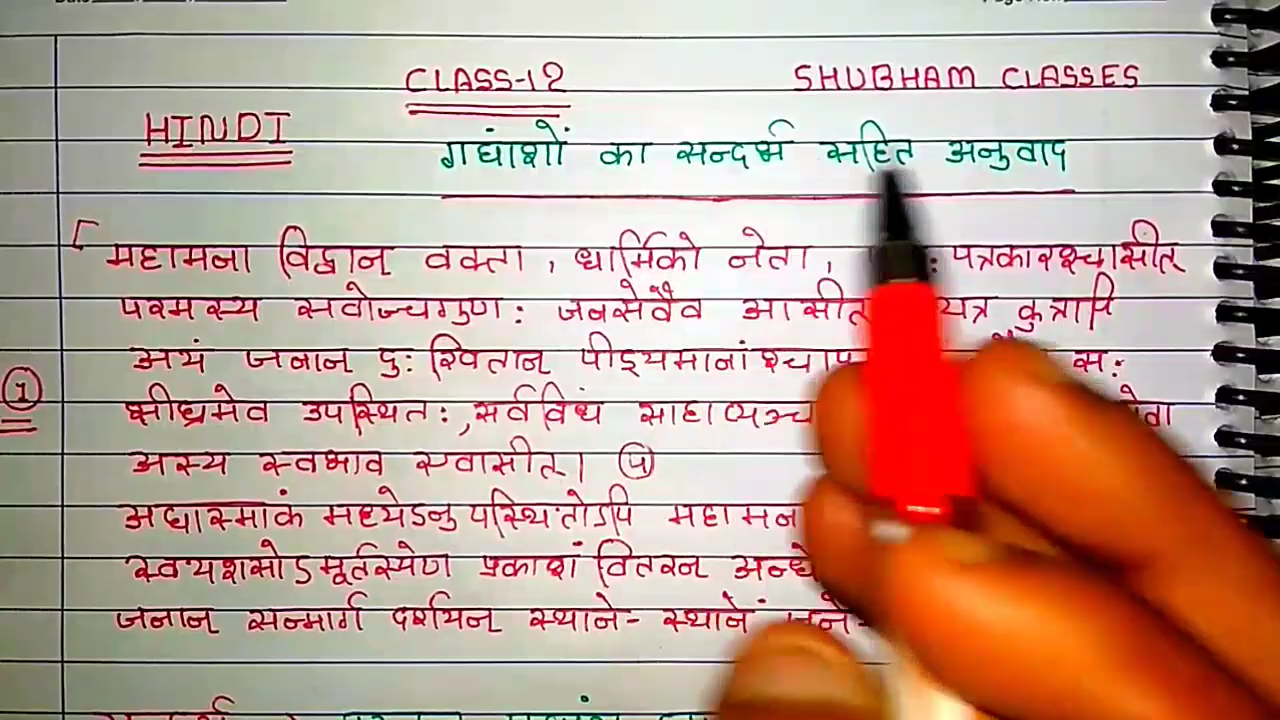 CLASS-12
SHUBHAM CLASSES
HINDI
गद्यांशों का सन्दर्भ सहित अनुवाद
महामना विद्वान् वक्ता, धार्मिको नेता, : पत्रकारश्चासीत्
परमस्य सर्वोच्चगुणः जनसेवैव आसीत यत्र कुत्रापि
अयं जनान् दुः खितान् पीड्यमानांश्चाप सः
1
शीघ्रमेव उपस्थितः, सर्वविधं साहाय्यञ्च
अस्य स्वभाव एवासीत्। प
अद्यास्माकं मध्येऽनुपस्थितोऽपि
स्वयशसोऽमूर्तरुपेण प्रकाशं वितरन्
जनान् सन्मार्गं दर्शयन् स्थाने- स्थाने